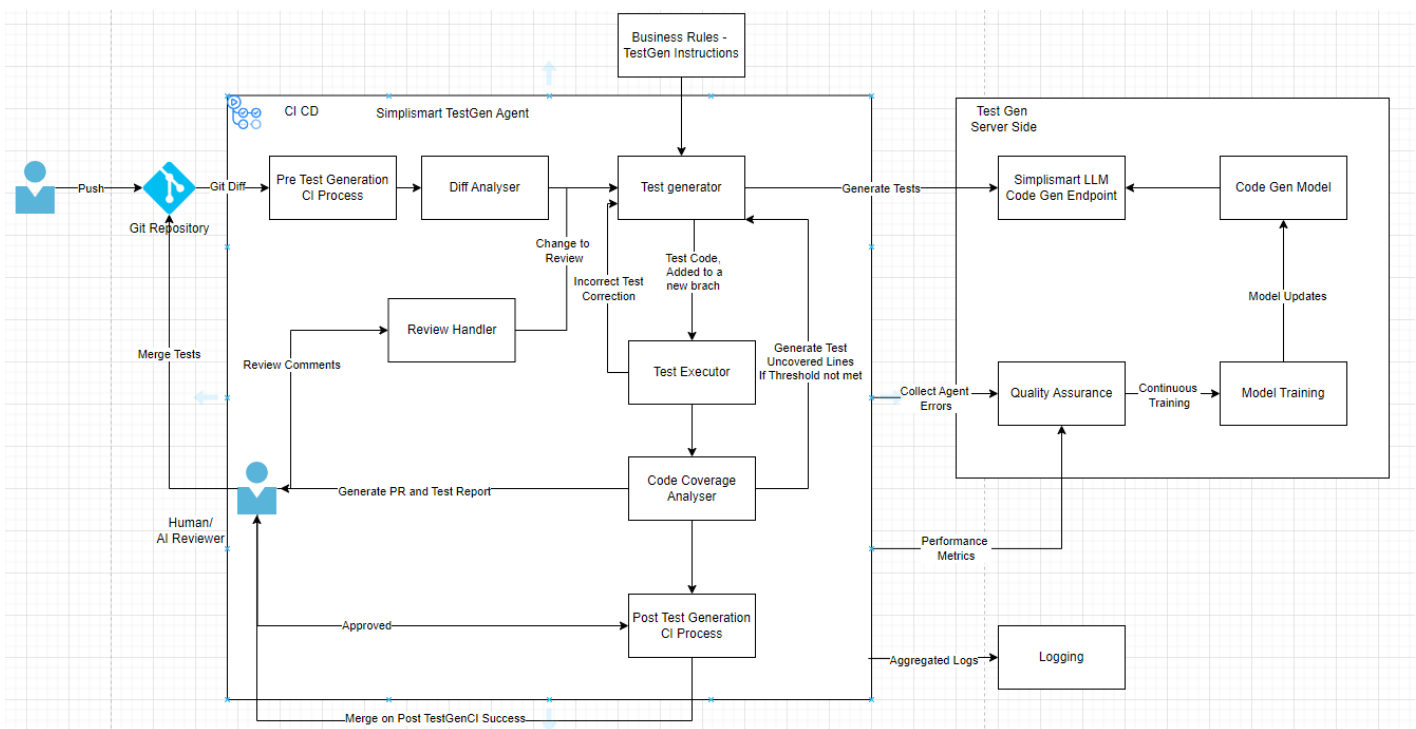 Business Rules -
TestGen Instructions
CI CD
Simplismart TestGen Agent
Test Gen
Server Side
Push
Git Diff
Pre Test Generation
CI Process
Diff Analyser
Test generator
Generate Tests
Simplismart LLM
Code Gen Endpoint
Code Gen Model
Git Repository
Change to
Review
Test Code,
Added to a
new brach
Incorrect Test
Correction
Model Updates
Review Handler
Merge Tests
Review Comments
Generate Test
Uncovered Lines
If Threshold not met
Test Executor
Collect Agent
Errors
Quality Assurance
Continuous
Training
Model Training
Generate PR and Test Report
Code Coverage
Analyser
Human/
AI Reviewer
Performance
Metrics
Approved
Post Test Generation
CI Process
Aggregated Logs
Logging
Merge on Post TestGenCI Success